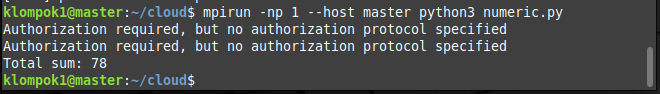 klompok1@master:~/cloud$ mpirun -np 1 --host master python3 numeric.py
Authorization required, but no authorization protocol specified
Authorization required, but no authorization protocol specified
Total sum: 78
klompok1@master:~/cloud$